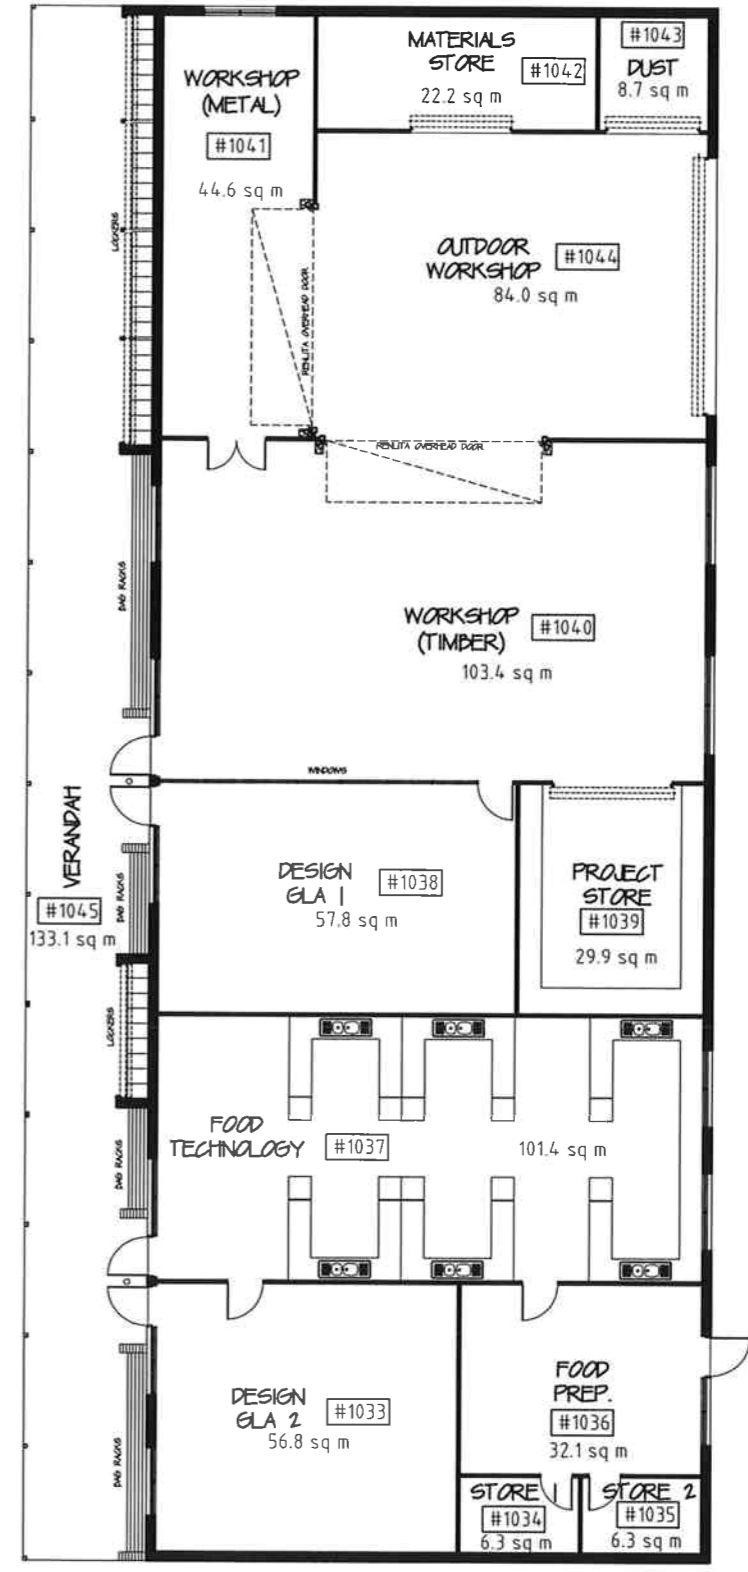 MATERIALS
STORE
#1042
22.2 sq m
#1043
DUST
8.7 sq m
WORKSHOP
(METAL)
#1041
44.6 sq m
LOCKERS
OUTDOOR
WORKSHOP
#1044
84.0 sq m
RENLITA OVERHEAD DOOR
RENLITA OVERHEAD DOOR
BAG RACKS
WORKSHOP
(TIMBER)
#1040
103.4 sq m
WINDOWS
VERANDAH
#1045
133.1 sq m
BAG RACKS
DESIGN
GLA 1
#1038
57.8 sq m
PROJECT
STORE
#1039
29.9 sq m
LOCKERS
FOOD
TECHNOLOGY
#1037
101.4 sq m
BAG RACKS
DESIGN
GLA 2
#1033
56.8 sq m
FOOD
PREP.
#1036
32.1 sq m
BAG RACKS
STORE 1
#1034
6.3 sq m
STORE 2
#1035
6.3 sq m